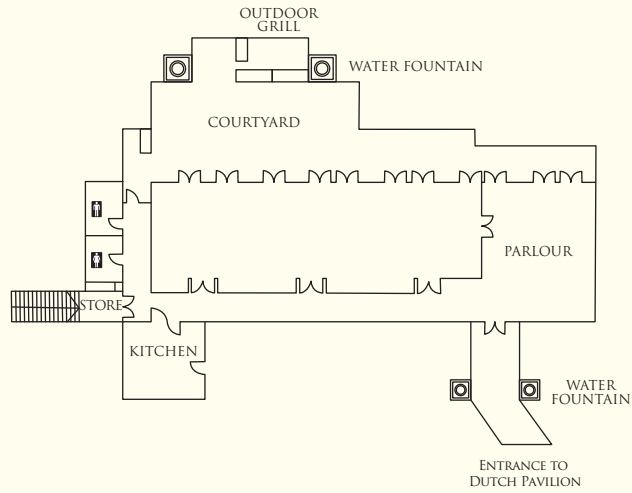 OUTDOOR
GRILL
WATER FOUNTAIN
COURTYARD
PARLOUR
STORE
KITCHEN
WATER
FOUNTAIN
ENTRANCE TO
DUTCH PAVILION